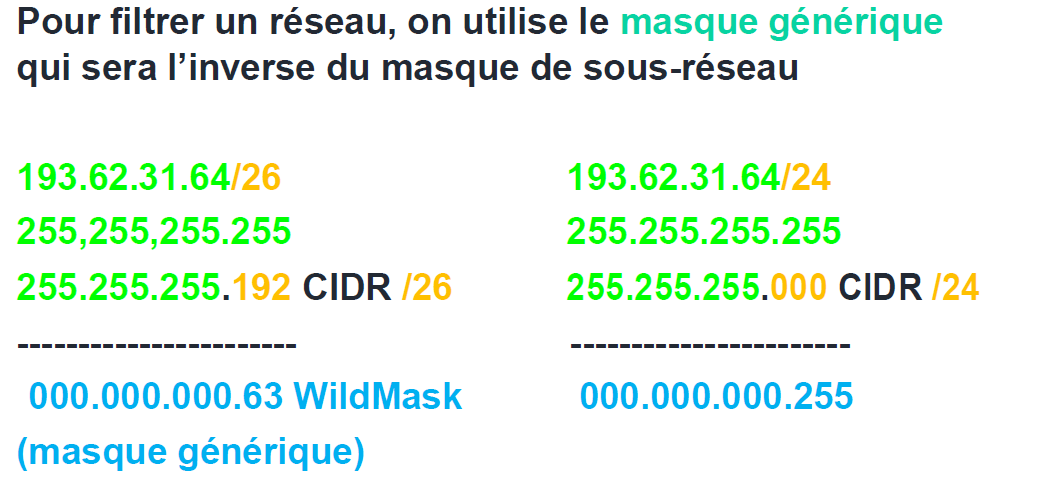 Pour filtrer un réseau, on utilise le masque générique
qui sera l’inverse du masque de sous-réseau
193.62.31.64/26
255,255,255.255
255.255.255.192 CIDR /26
-----------------------
000.000.000.63 WildMask
(masque générique)
193.62.31.64/24
255.255.255.255
255.255.255.000 CIDR /24
-----------------------
000.000.000.255